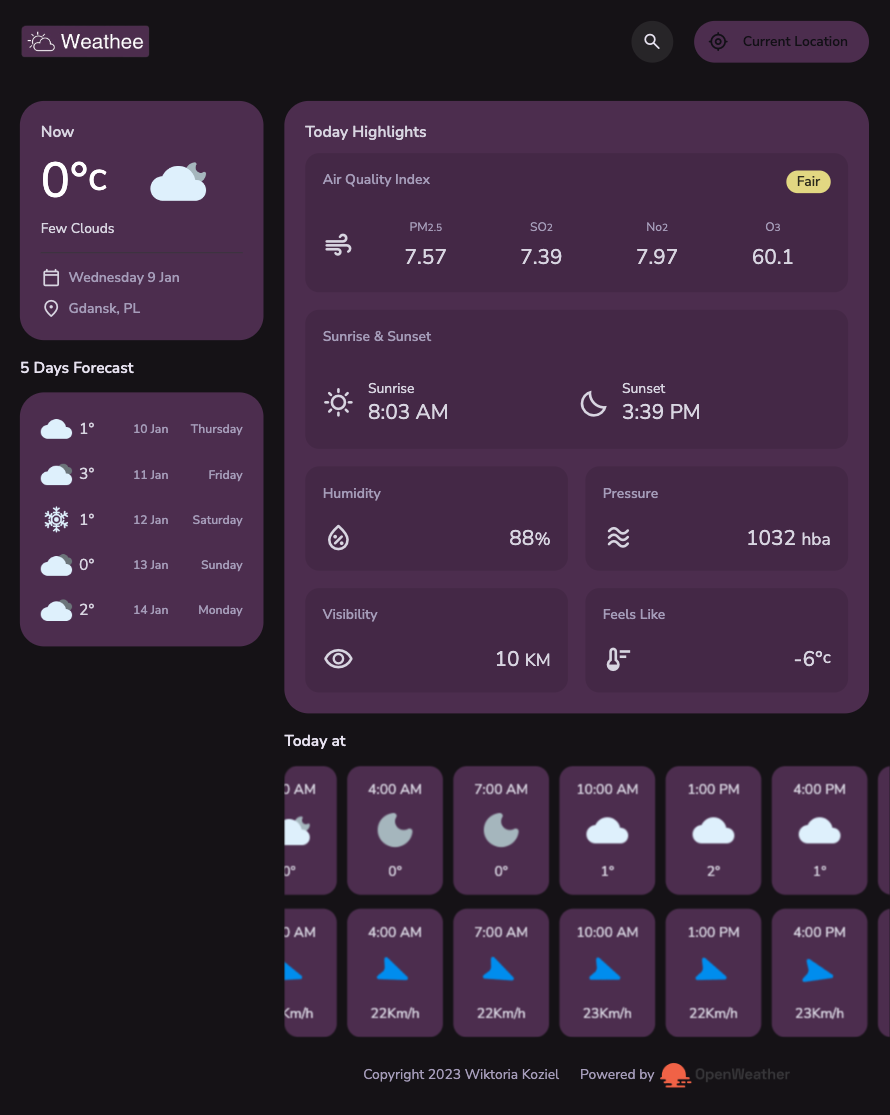 Weathee
Current Location
Now
0°c
Few Clouds
Wednesday 9 Jan
Gdansk, PL
5 Days Forecast
1° 10 Jan Thursday
3° 11 Jan Friday
1° 12 Jan Saturday
0° 13 Jan Sunday
2° 14 Jan Monday
Today Highlights
Air Quality Index
Fair
PM2.5 SO2 No2 O3
7.57 7.39 7.97 60.1
Sunrise & Sunset
Sunrise
8:03 AM
Sunset
3:39 PM
Humidity
88%
Pressure
1032 hba
Visibility
10 KM
Feels Like
-6°c
Today at
AM 4:00 AM 7:00 AM 10:00 AM 1:00 PM 4:00 PM
0° 0° 0° 1° 2° 1°
AM 4:00 AM 7:00 AM 10:00 AM 1:00 PM 4:00 PM
Km/h 22Km/h 22Km/h 23Km/h 22Km/h 23Km/h
Copyright 2023 Wiktoria Koziel Powered by OpenWeather